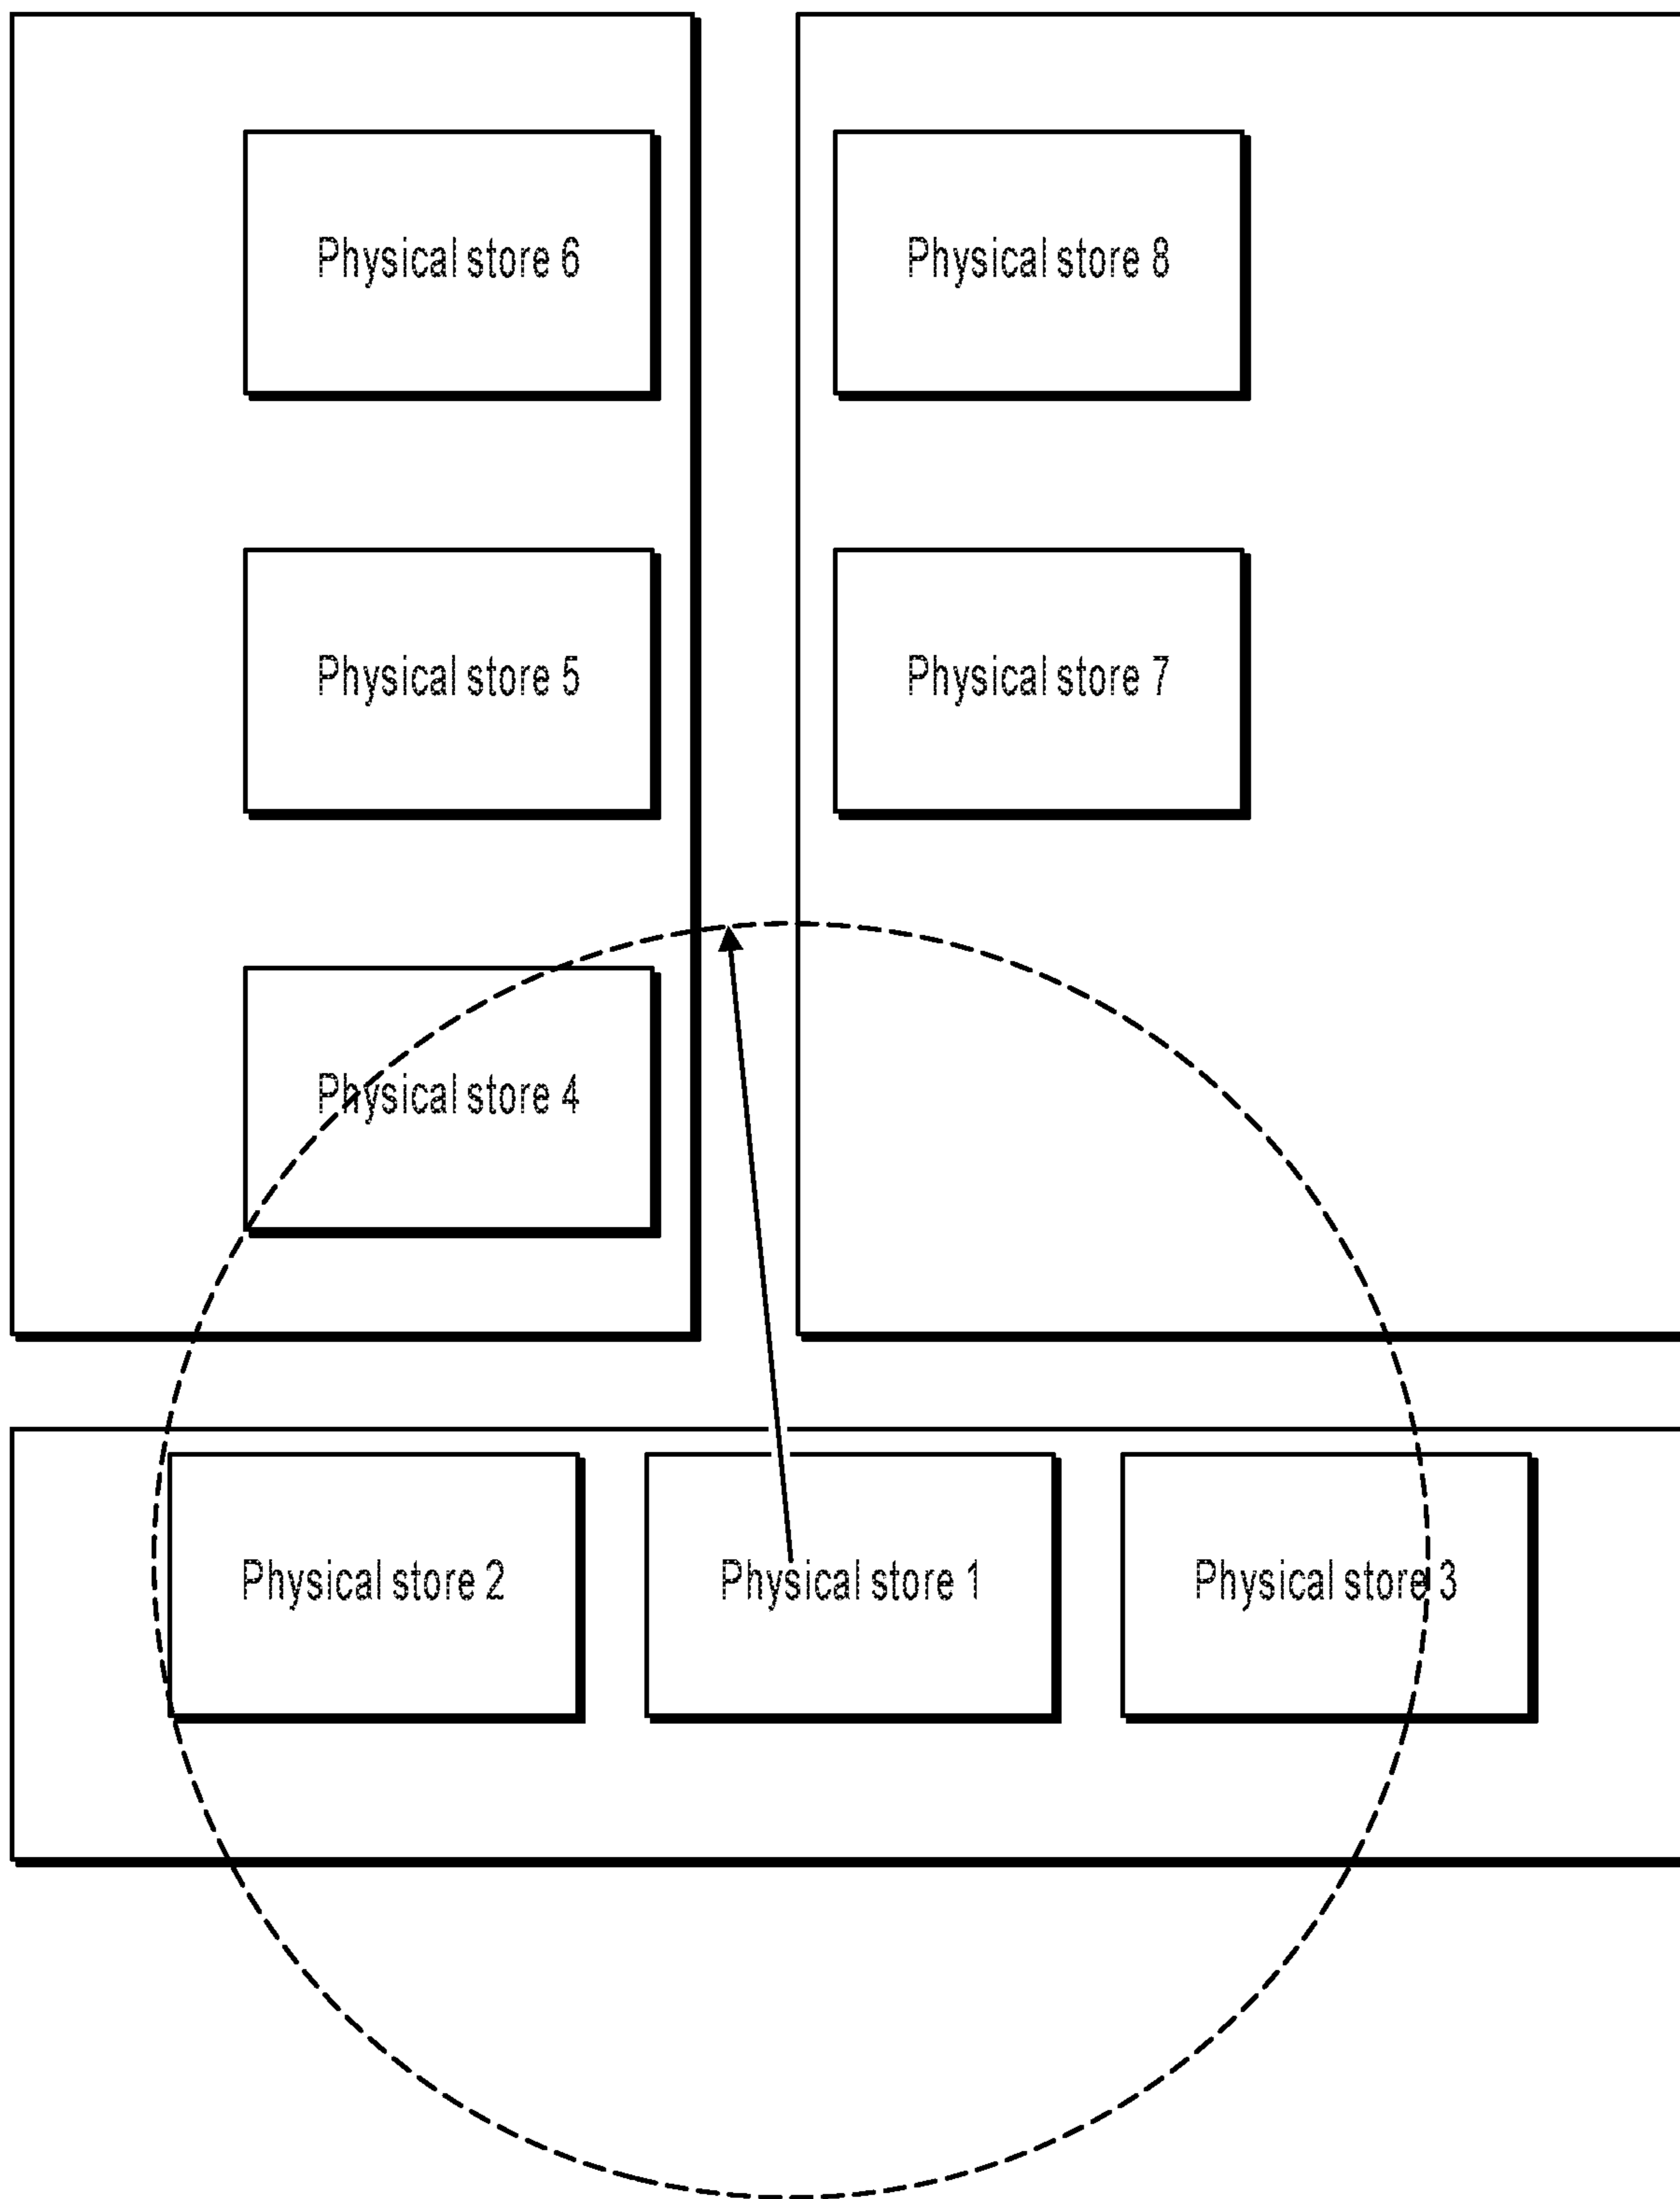 Physical store 6
Physical store 8
Physical store 5
Physical store 7
Physical store 4
Physical store 2
Physical store 1
Physical store 3